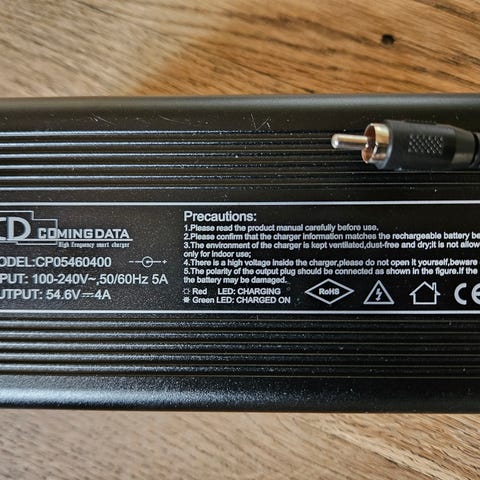 CD COMINGDATA
High Frequency smart charger
ODEL:CP05460400
PUT: 100-240V~,50/60Hz 5A
UTPUT: 54.6V⎓4A
Precautions:
1.Please read the product manual carefully before use.
2.Please confirm that the charger information matches the rechargeable battery be
3.The environment of the charger is kept ventilated,dust-free and dry;it is not allow
only for indoor use;
4.There is a high voltage inside the charger,please do not open it yourself,beware
5.The polarity of the output plug should be connected as shown in the figure.If the
the battery may be damaged.
Red LED: CHARGING
Green LED: CHARGED ON
RoHS
CE